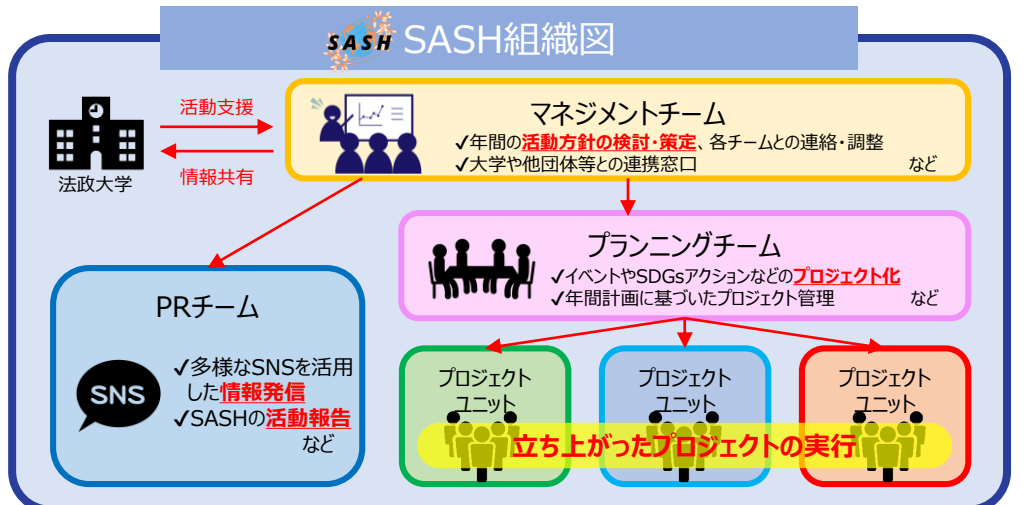 SASH SASH組織図
活動支援
情報共有
法政大学
マネジメントチーム
✓年間の活動方針の検討・策定、各チームとの連絡・調整
✓大学や他団体等との連携窓口 など
プランニングチーム
✓イベントやSDGsアクションなどのプロジェクト化
✓年間計画に基づいたプロジェクト管理 など
PRチーム
SNS
✓多様なSNSを活用
した情報発信
✓SASHの活動報告
など
プロジェクト
ユニット
プロジェクト
ユニット
プロジェクト
ユニット
立ち上がったプロジェクトの実行